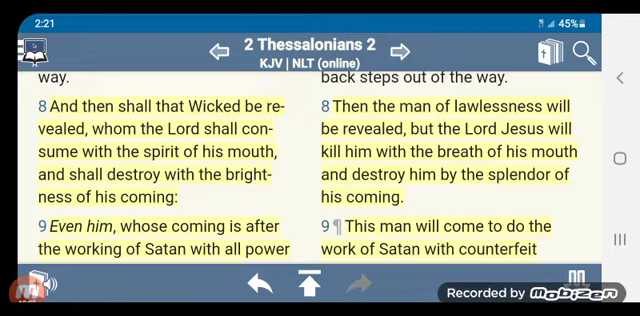 2:21
45%
2 Thessalonians 2
KJV | NLT (online)
way.
8 And then shall that Wicked be re-
vealed, whom the Lord shall con-
sume with the spirit of his mouth,
and shall destroy with the bright-
ness of his coming:
9 Even him, whose coming is after
the working of Satan with all power
back steps out of the way.
8 Then the man of lawlessness will
be revealed, but the Lord Jesus will
kill him with the breath of his mouth
and destroy him by the splendor of
his coming.
9 ¶ This man will come to do the
work of Satan with counterfeit
Recorded by Mobizen